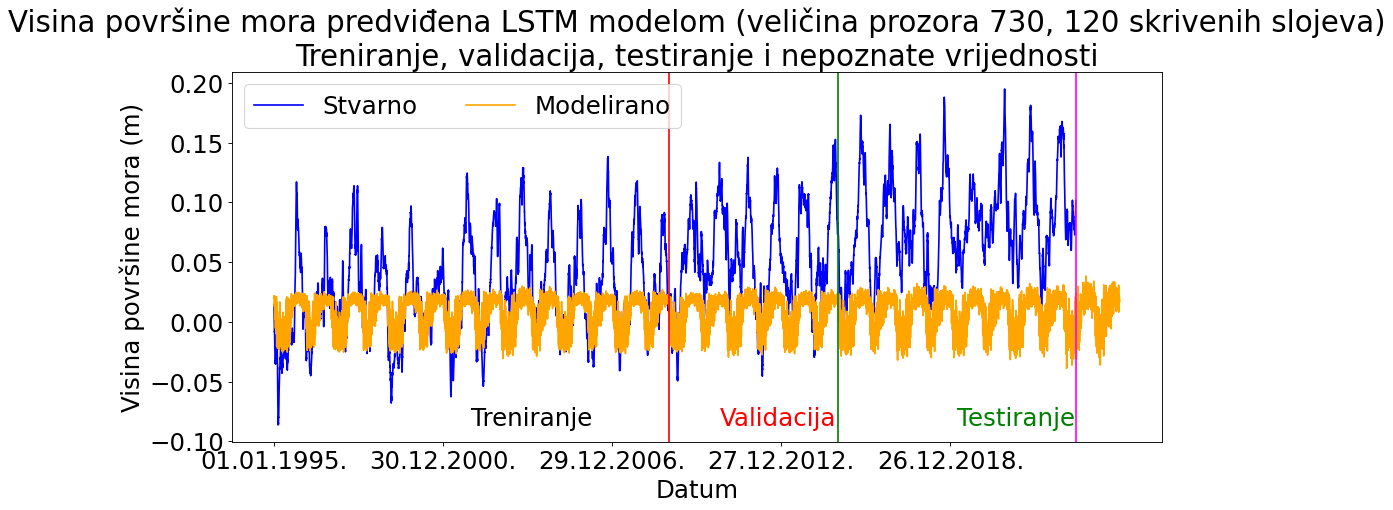 Visina površine mora predviđena LSTM modelom (veličina prozora 730, 120 skrivenih slojeva)
Treniranje, validacija, testiranje i nepoznate vrijednosti
Stvarno
Modelirano
Visina površine mora (m)
0.20
0.15
0.10
0.05
0.00
−0.05
−0.10
Treniranje
Validacija
Testiranje
01.01.1995.
30.12.2000.
29.12.2006.
27.12.2012.
26.12.2018.
Datum